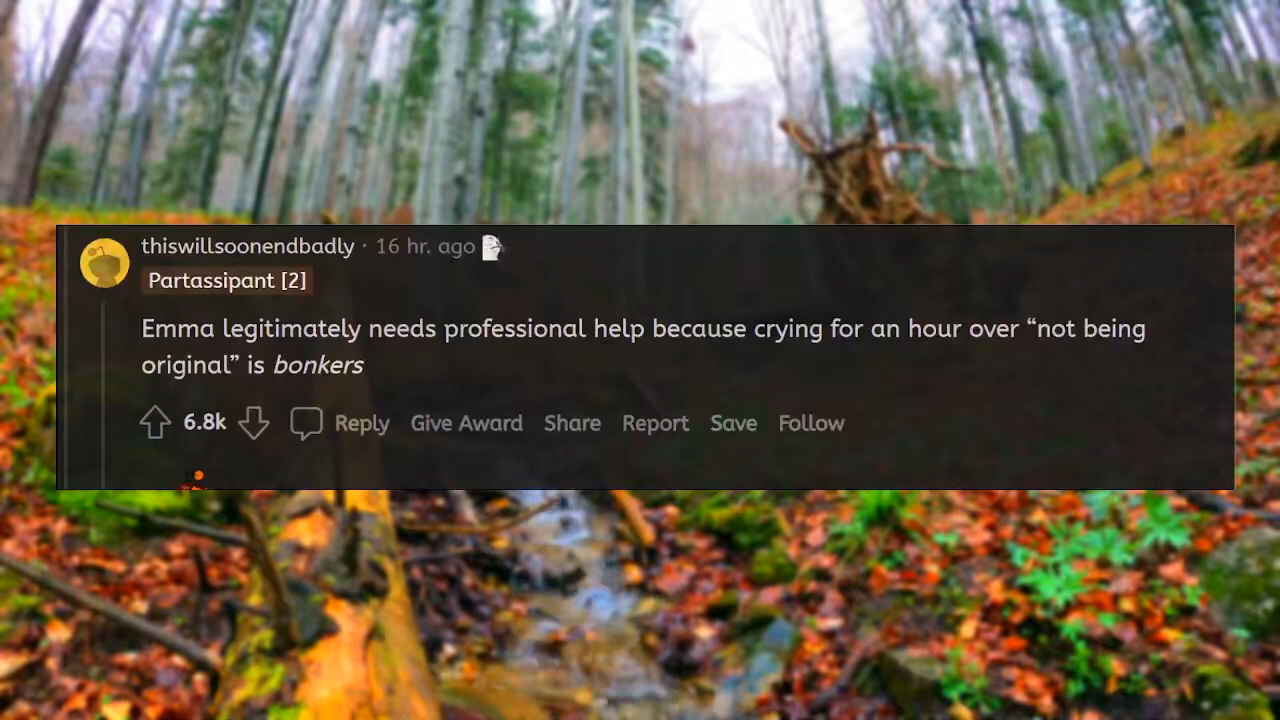 thiswillsoonendbadly · 16 hr. ago
Partassipant [2]
Emma legitimately needs professional help because crying for an hour over “not being
original” is bonkers
6.8k Reply Give Award Share Report Save Follow